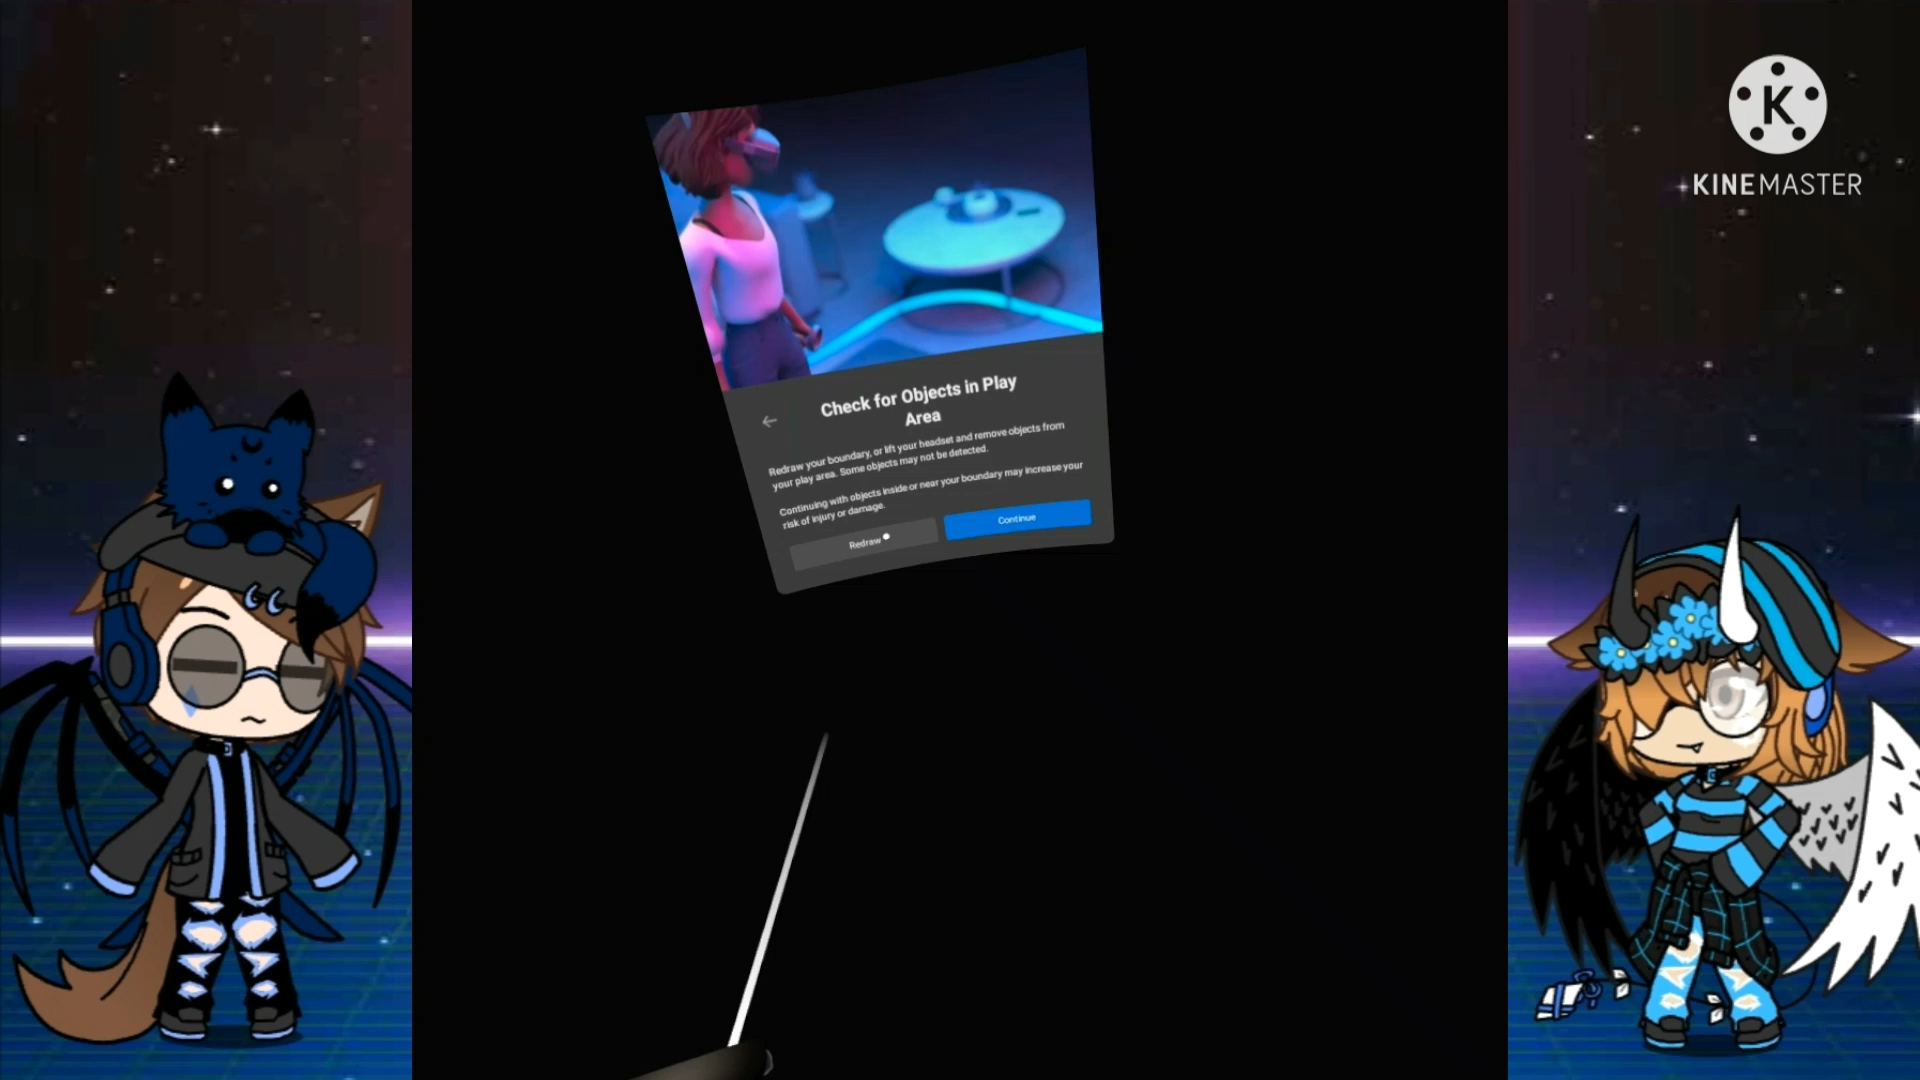 KINEMASTER
Check for Objects in Play
Area
Redraw your boundary, or lift your headset and remove objects from
your play area. Some objects may not be detected.
Continuing with objects inside or near your boundary may increase your
risk of injury or damage.
Redraw
Continue